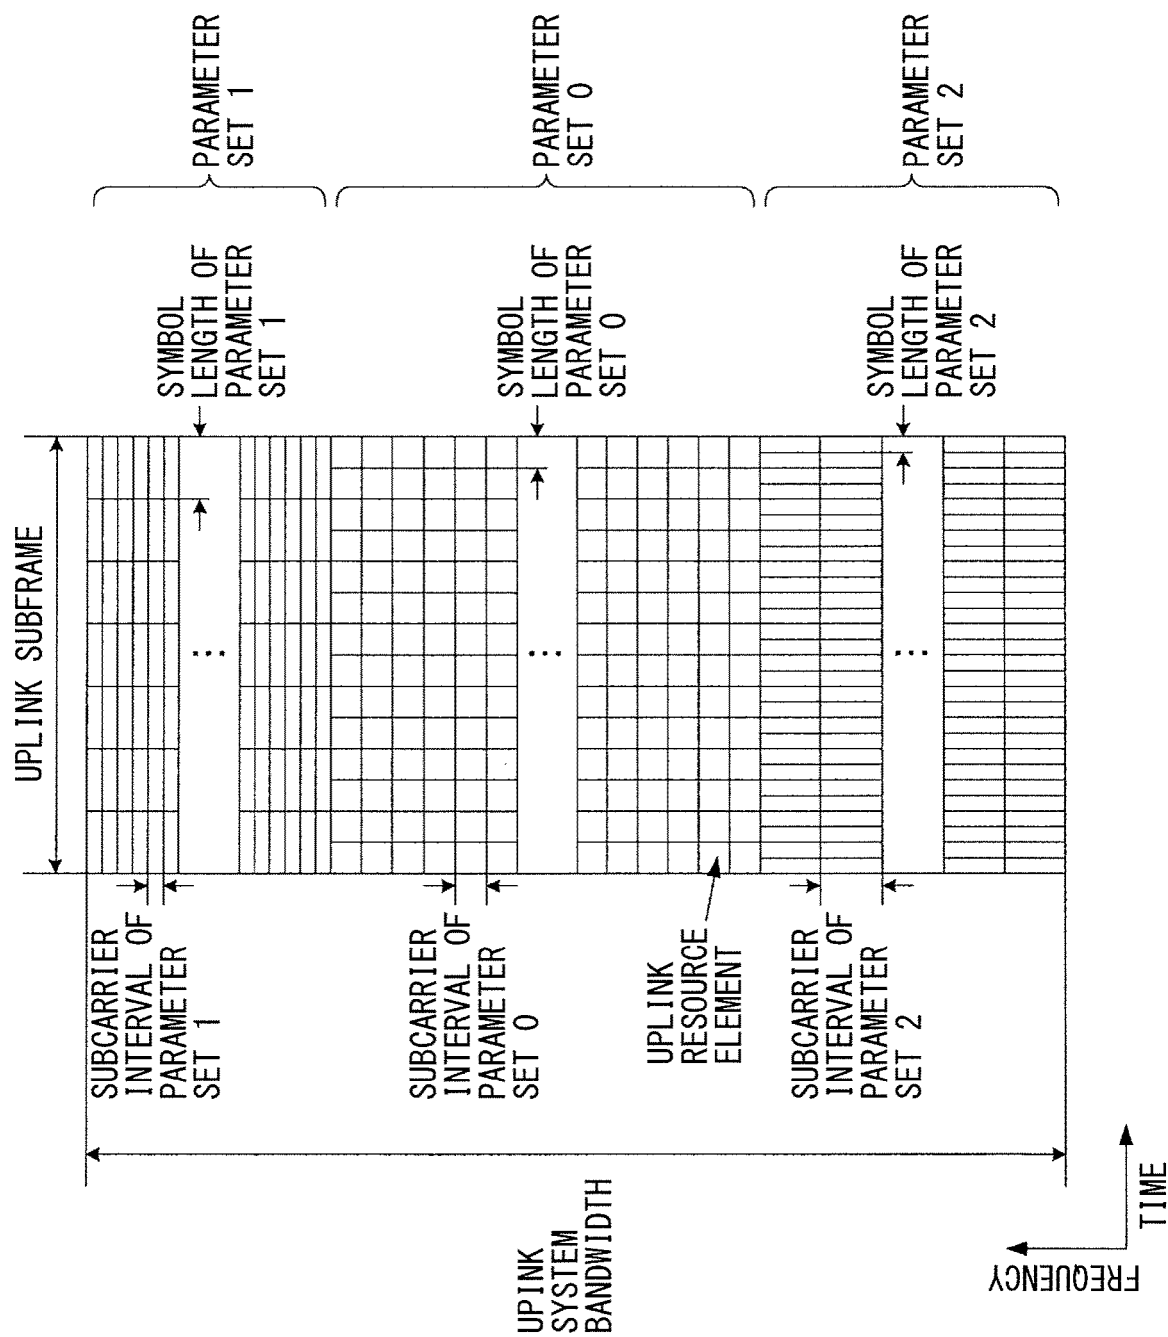 UPLINK SUBFRAME
SUBCARRIER
INTERVAL OF
PARAMETER
SET 1
SYMBOL
LENGTH OF
PARAMETER
SET 1
PARAMETER
SET 1
SUBCARRIER
INTERVAL OF
PARAMETER
SET 0
SYMBOL
LENGTH OF
PARAMETER
SET 0
PARAMETER
SET 0
UPLINK
RESOURCE
ELEMENT
SUBCARRIER
INTERVAL OF
PARAMETER
SET 2
SYMBOL
LENGTH OF
PARAMETER
SET 2
PARAMETER
SET 2
UPINK
SYSTEM
BANDWIDTH
FREQUENCY
TIME